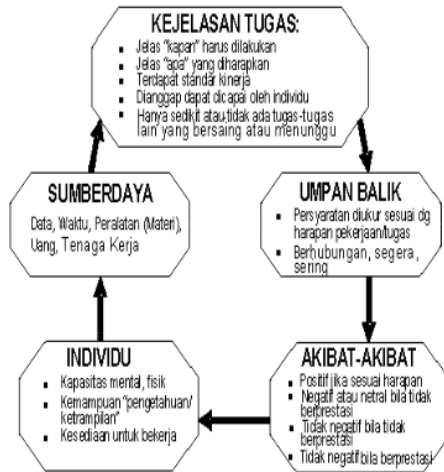 KEJELASAN TUGAS:
Jelas "kapan" harus dilakukan
Jelas "apa" yang diharapkan
Terdapat standar kinerja
Dianggap dapat dicapai oleh individu
Hanya sedikit atau tidak ada tugas-tugas
lain yang bersaing atau menunggu
UMPAN BALIK
Persyaratan diukur sesuai dg
harapan pekerjaan/tugas
Berhubungan, segera,
sering
AKIBAT-AKIBAT
Positif jika sesuai harapan
Negatif atau netral bila tidak
berprestasi
Tidak negatif bila tidak
berprestasi
Tidak negatif bila berprestasi
INDIVIDU
Kapasitas mental, fisik
Kemampuan "pengetahuan/
ketrampilan"
Kesediaan untuk bekerja
SUMBERDAYA
Data, Waktu, Peralatan (Materi),
Uang, Tenaga Kerja